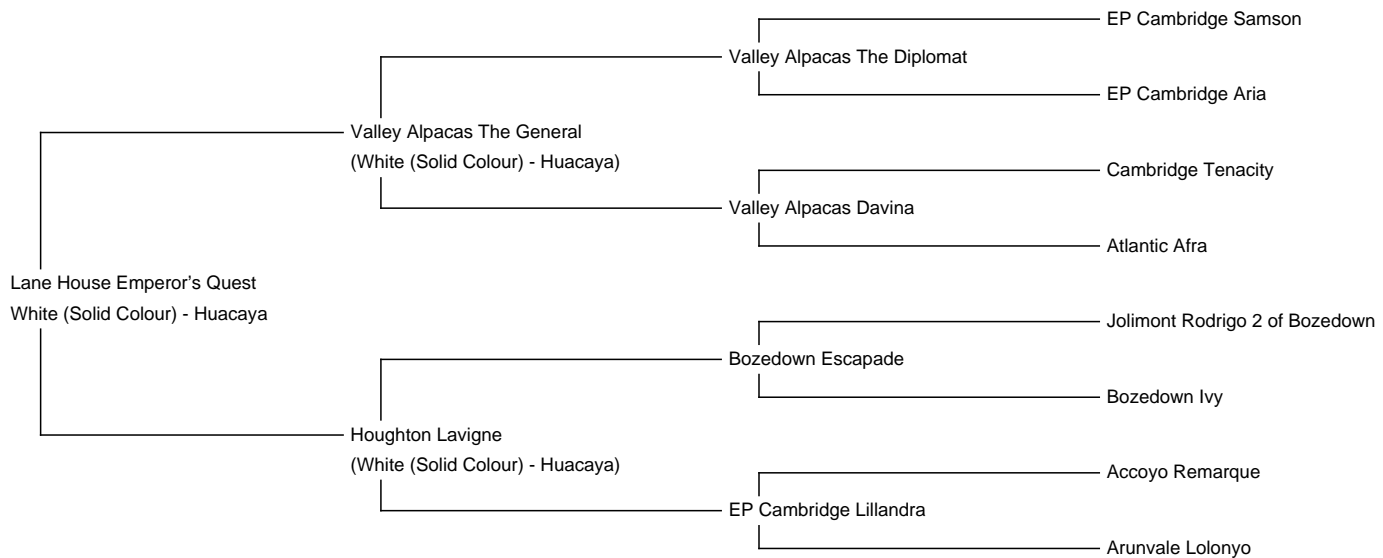 EP Cambridge Samson
Valley Alpacas The Diplomat
EP Cambridge Aria
Valley Alpacas The General
(White (Solid Colour) - Huacaya)
Cambridge Tenacity
Valley Alpacas Davina
Atlantic Afra
Lane House Emperor's Quest
White (Solid Colour) - Huacaya
Jolimont Rodrigo 2 of Bozedown
Bozedown Escapade
Bozedown Ivy
Houghton Lavigne
(White (Solid Colour) - Huacaya)
Accoyo Remarque
EP Cambridge Lillandra
Arunvale Lolonyo